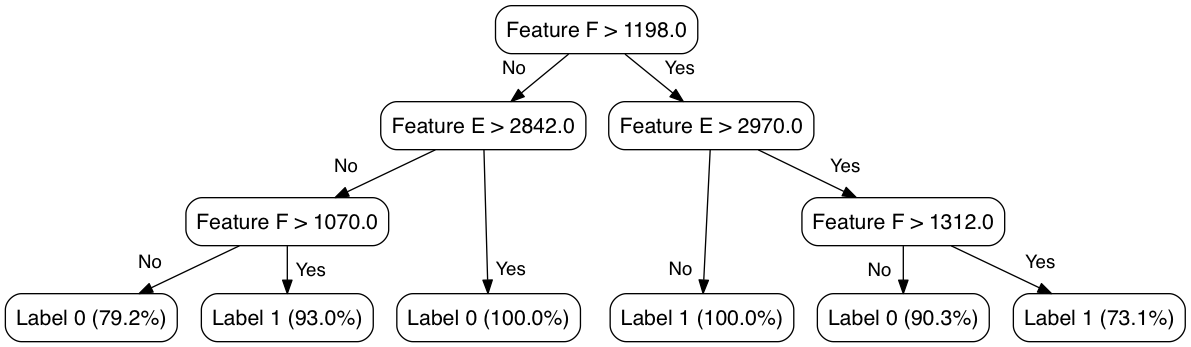 Feature F > 1198.0
No
Yes
Feature E > 2842.0
Feature E > 2970.0
No
Yes
Feature F > 1070.0
Feature F > 1312.0
No
Yes
Yes
No
No
Yes
Label 0 (79.2%)
Label 1 (93.0%)
Label 0 (100.0%)
Label 1 (100.0%)
Label 0 (90.3%)
Label 1 (73.1%)